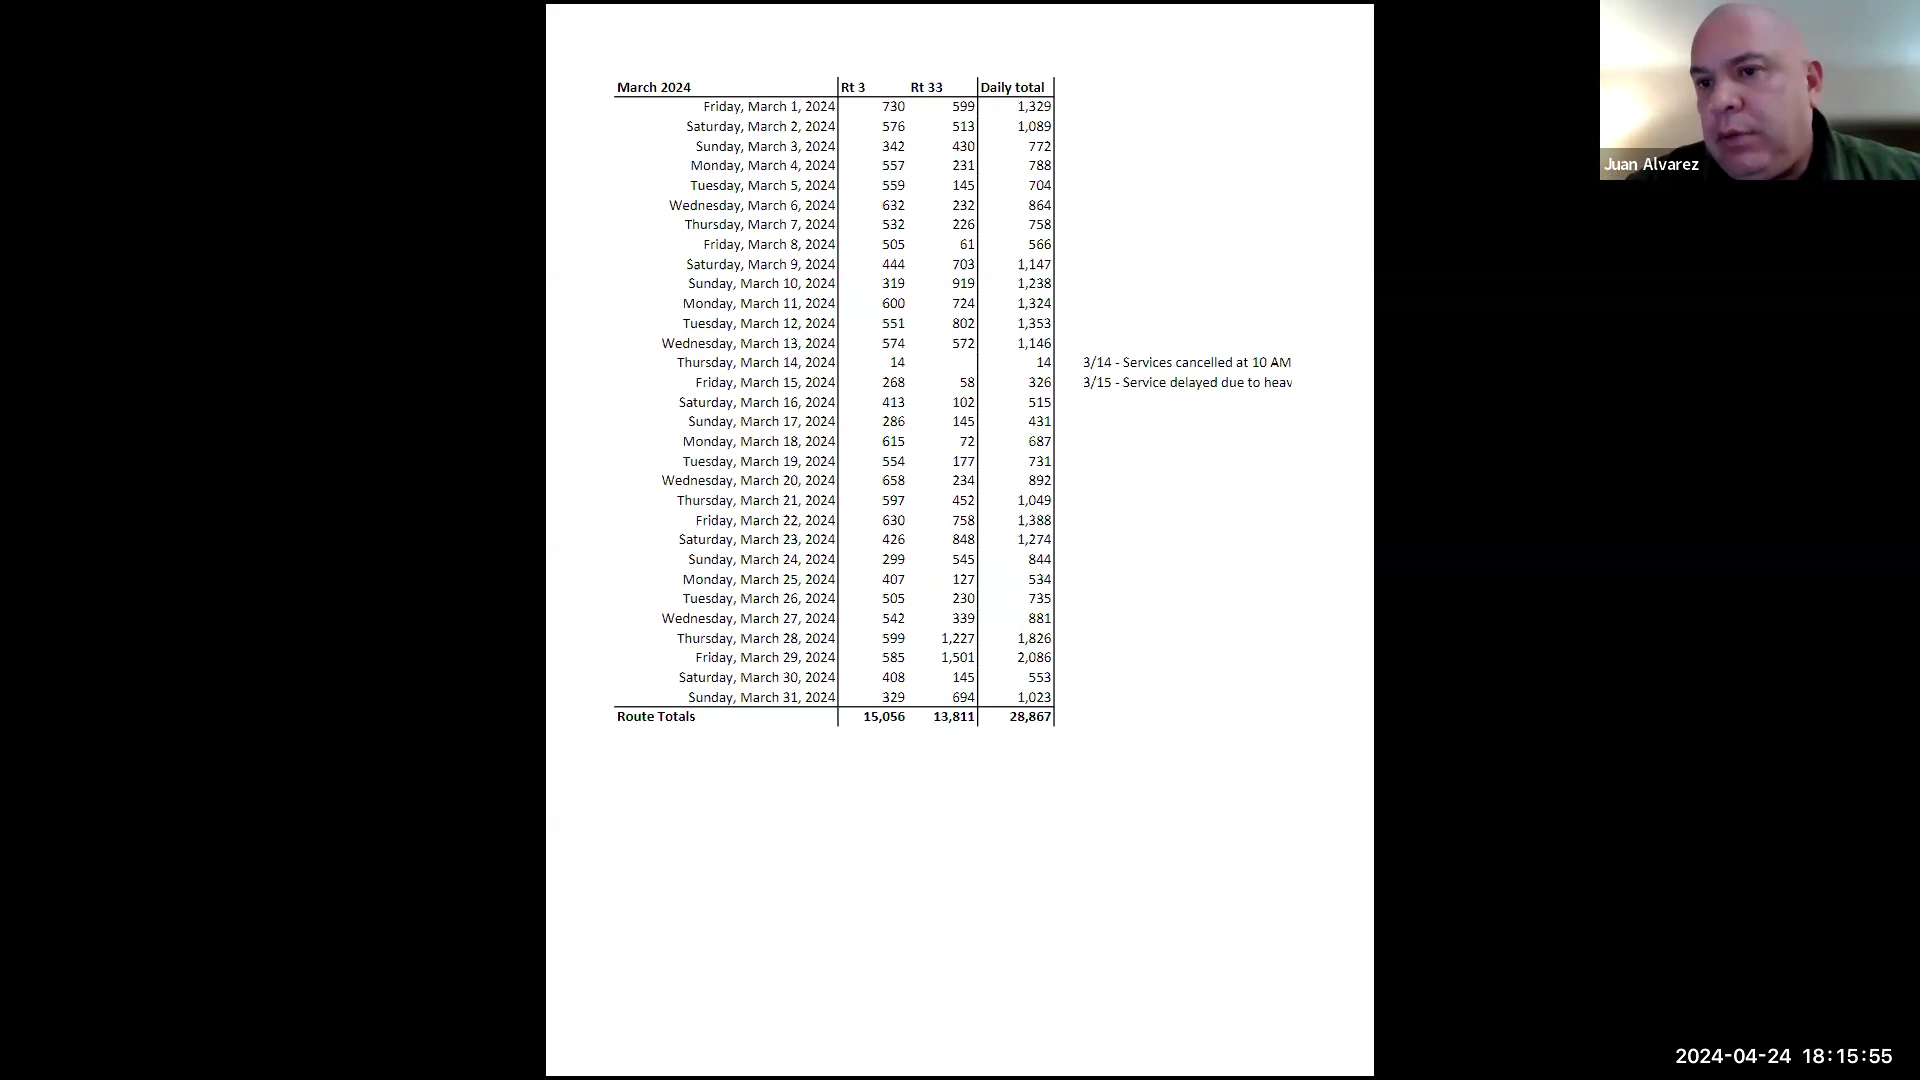 March 2024 Rt 3 Rt 33 Daily total
Friday, March 1, 2024 730 599 1,329
Saturday, March 2, 2024 576 513 1,089
Sunday, March 3, 2024 342 430 772
Monday, March 4, 2024 557 231 788
Tuesday, March 5, 2024 559 145 704
Wednesday, March 6, 2024 632 232 864
Thursday, March 7, 2024 532 226 758
Friday, March 8, 2024 505 61 566
Saturday, March 9, 2024 444 703 1,147
Sunday, March 10, 2024 319 919 1,238
Monday, March 11, 2024 600 724 1,324
Tuesday, March 12, 2024 551 802 1,353
Wednesday, March 13, 2024 574 572 1,146
Thursday, March 14, 2024 14 14 3/14 - Services cancelled at 10 AM
Friday, March 15, 2024 268 58 326 3/15 - Service delayed due to heav
Saturday, March 16, 2024 413 102 515
Sunday, March 17, 2024 286 145 431
Monday, March 18, 2024 615 72 687
Tuesday, March 19, 2024 554 177 731
Wednesday, March 20, 2024 658 234 892
Thursday, March 21, 2024 597 452 1,049
Friday, March 22, 2024 630 758 1,388
Saturday, March 23, 2024 426 848 1,274
Sunday, March 24, 2024 299 545 844
Monday, March 25, 2024 407 127 534
Tuesday, March 26, 2024 505 230 735
Wednesday, March 27, 2024 542 339 881
Thursday, March 28, 2024 599 1,227 1,826
Friday, March 29, 2024 585 1,501 2,086
Saturday, March 30, 2024 408 145 553
Sunday, March 31, 2024 329 694 1,023
Route Totals 15,056 13,811 28,867
Juan Alvarez
2024-04-24 18:15:55